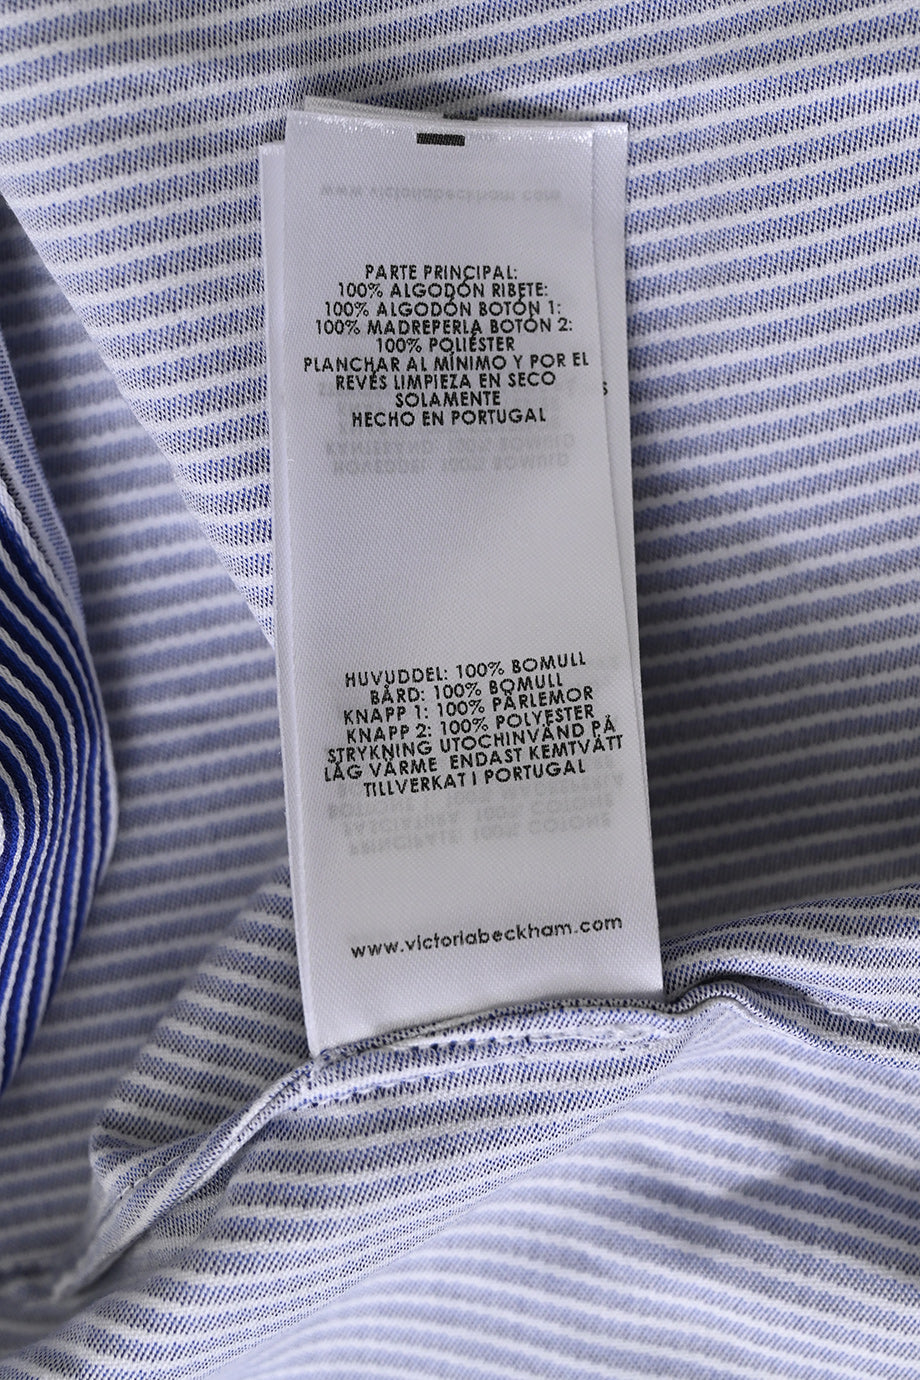 PARTE PRINCIPAL:
100% ALGODÓN RIBETE:
100% ALGODÓN BOTÓN 1:
100% MADREPERLA BOTÓN 2:
100% POLIÉSTER
PLANCHAR AL MÍNIMO Y POR EL
REVÉS LIMPIEZA EN SECO
SOLAMENTE
HECHO EN PORTUGAL
HUVUDDEL: 100% BOMULL
BÅRD: 100% BOMULL
KNAPP 1: 100% PÄRLEMOR
KNAPP 2: 100% POLYESTER
STRYKNING UTOCHINVÄND PÅ
LÅG VÄRME ENDAST KEMTVÄTT
TILLVERKAT I PORTUGAL
www.victoriabeckham.com